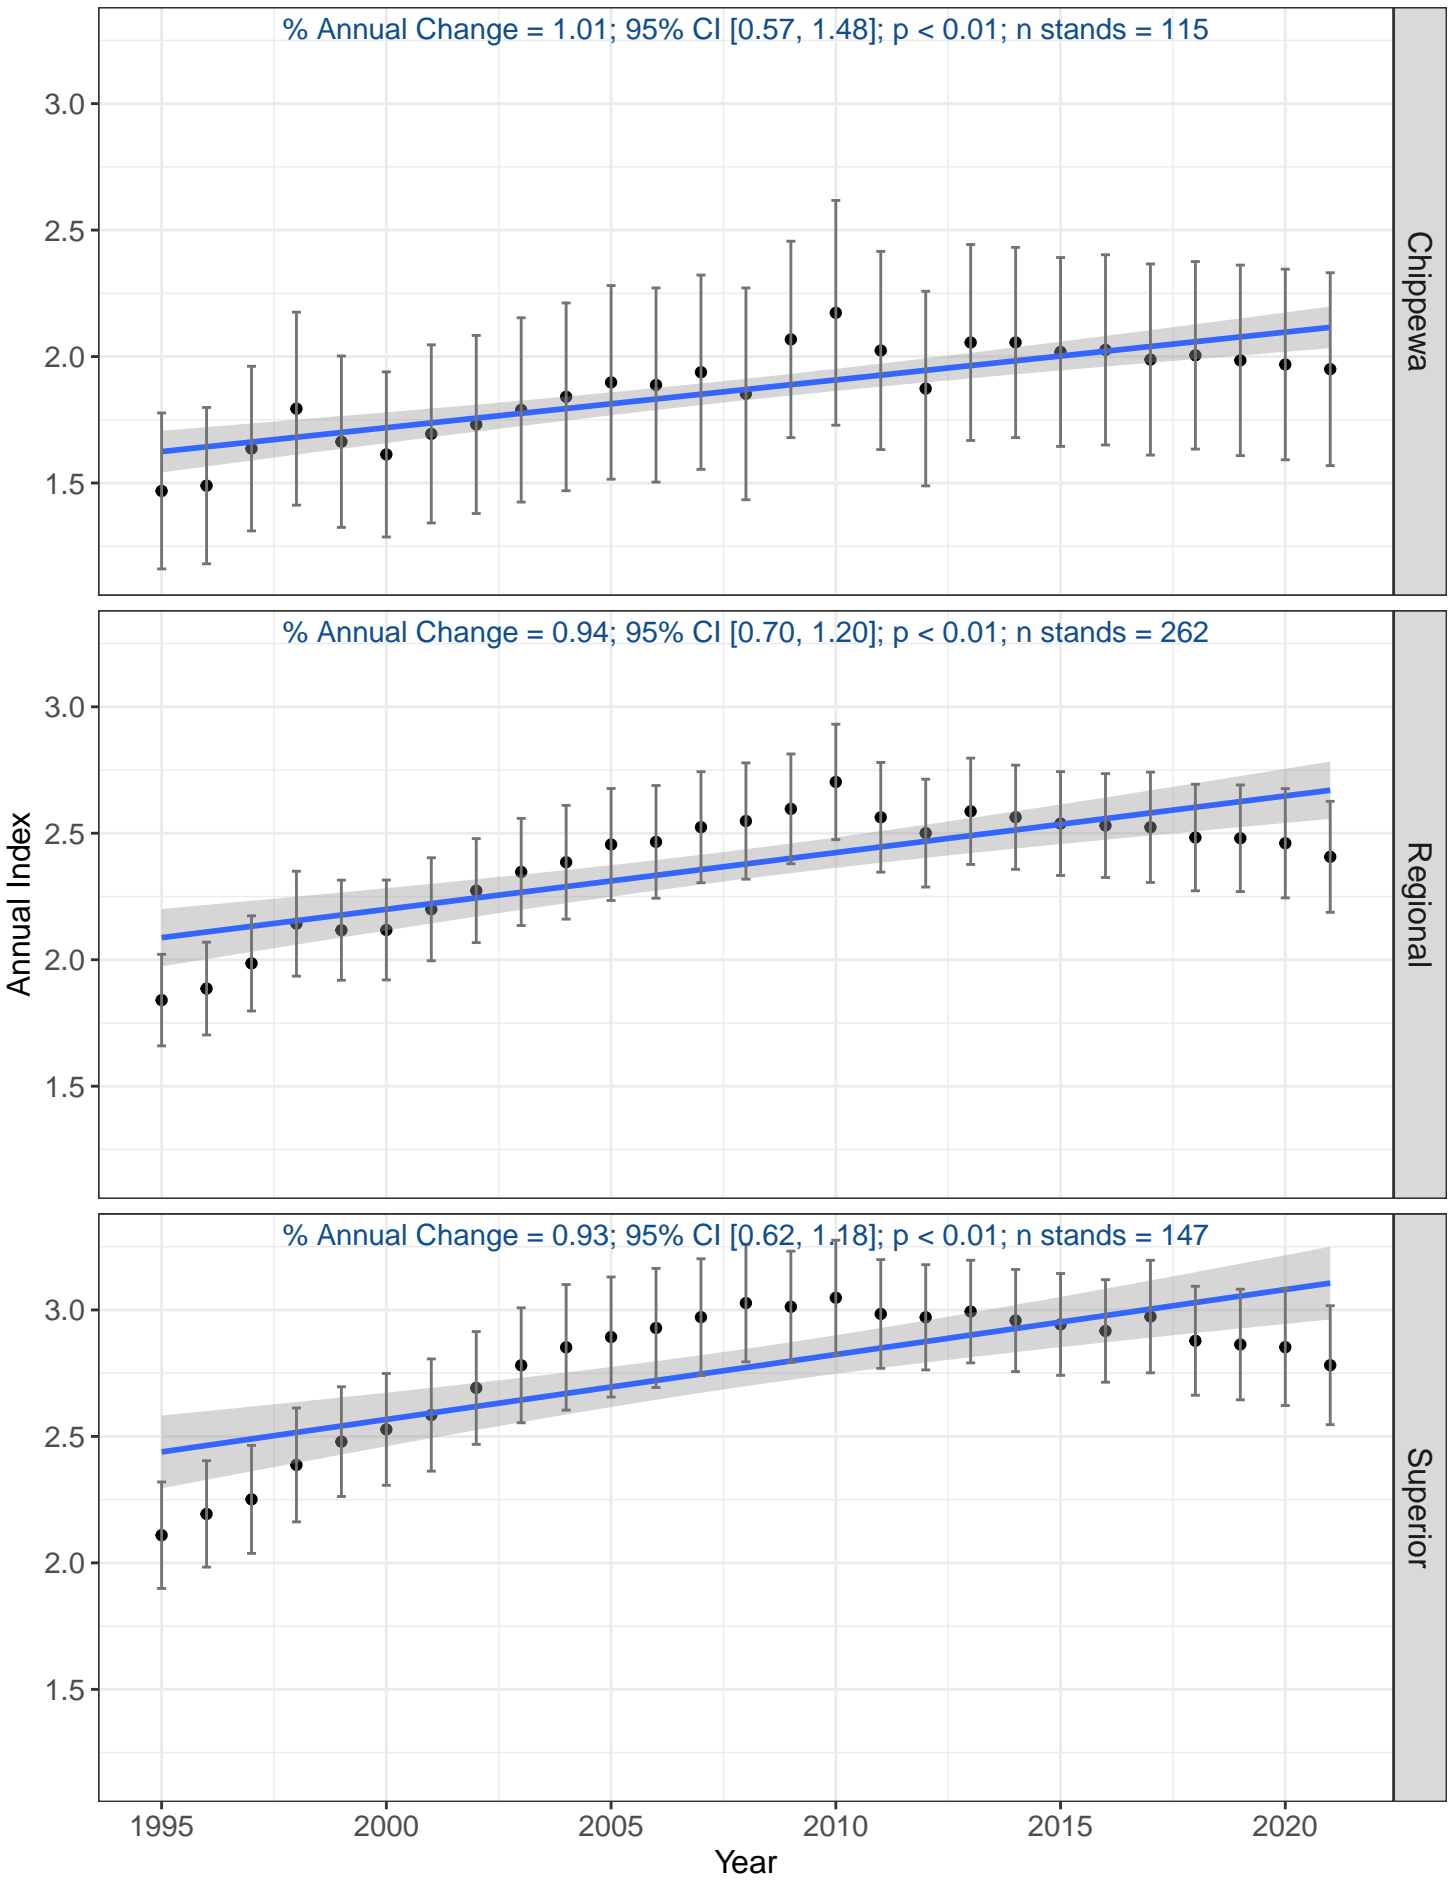 % Annual Change = 1.01; 95% CI [0.57, 1.48]; p < 0.01; n stands = 115
3.0
2.5
2.0
1.5
Chippewa
% Annual Change = 0.94; 95% CI [0.70, 1.20]; p < 0.01; n stands = 262
3.0
2.5
2.0
1.5
Regional
Annual Index
% Annual Change = 0.93; 95% CI [0.62, 1.18]; p < 0.01; n stands = 147
3.0
2.5
2.0
1.5
Superior
1995 2000 2005 2010 2015 2020
Year